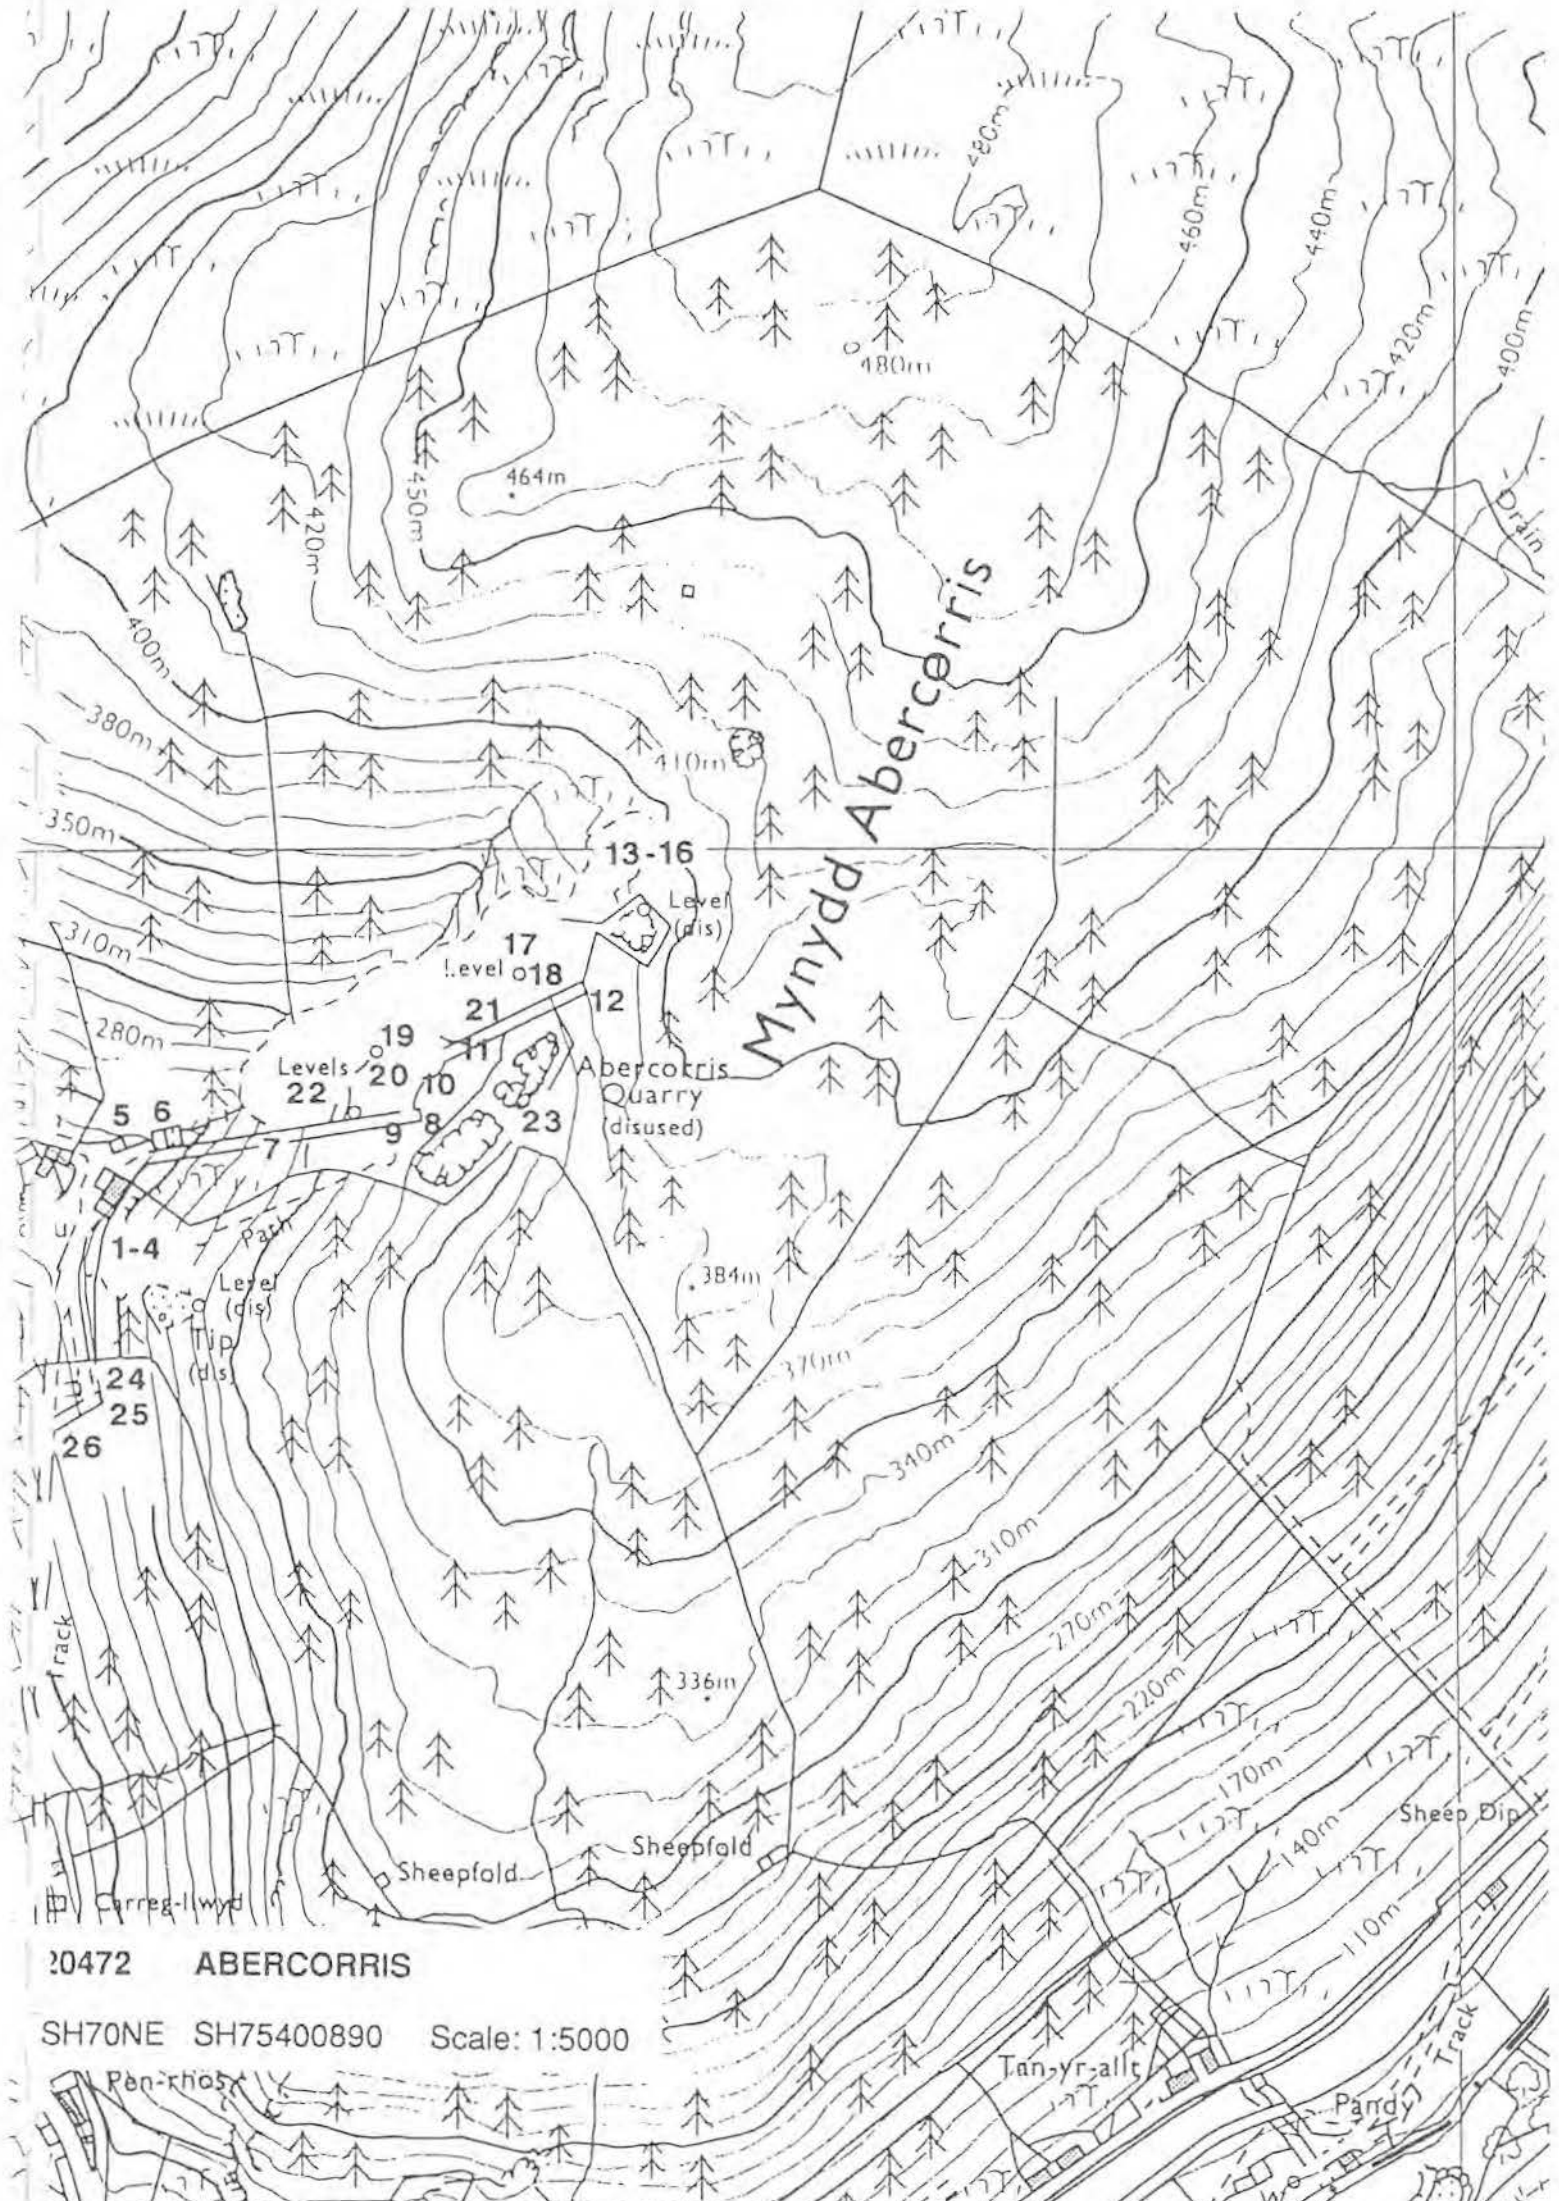 480m
460m
440m
420m
400m
480m
464m
450m
420m
Drain
400m
Mynydd Abercorris
380m
410m
350m
13-16
Level
(dis)
310m
17
Level 18
12
21
280m
19
11
Levels 20
10
Abercorris
Quarry
(disused)
22
5 6
8
9
23
7
Path
1-4
384m
Level
(dis)
Tip
(dis)
370m
24
25
26
340m
310m
270m
Track
336m
220m
170m
Sheep Dip
140m
Sheepfold
Sheepfold
Carreg-llwyd
110m
20472 ABERCORRIS
SH70NE SH75400890 Scale: 1:5000
Track
Tan-yr-allt
Pen-rhos
Pandy